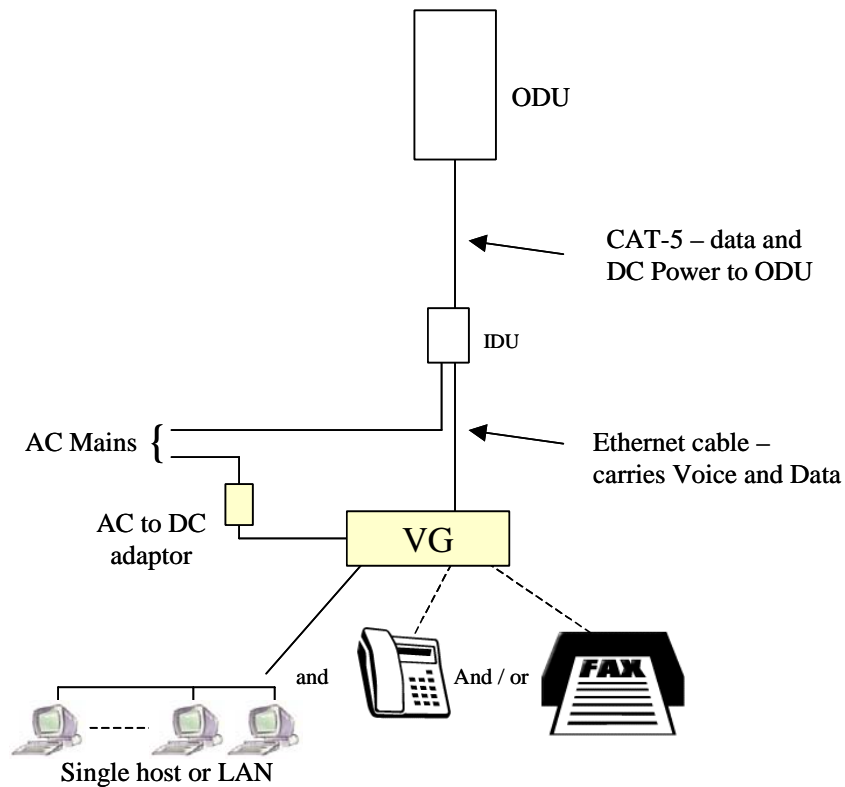 ODU
CAT-5 – data and
DC Power to ODU
IDU
AC Mains {
Ethernet cable –
carries Voice and Data
AC to DC
adaptor
VG
and
And / or
FAX
Single host or LAN